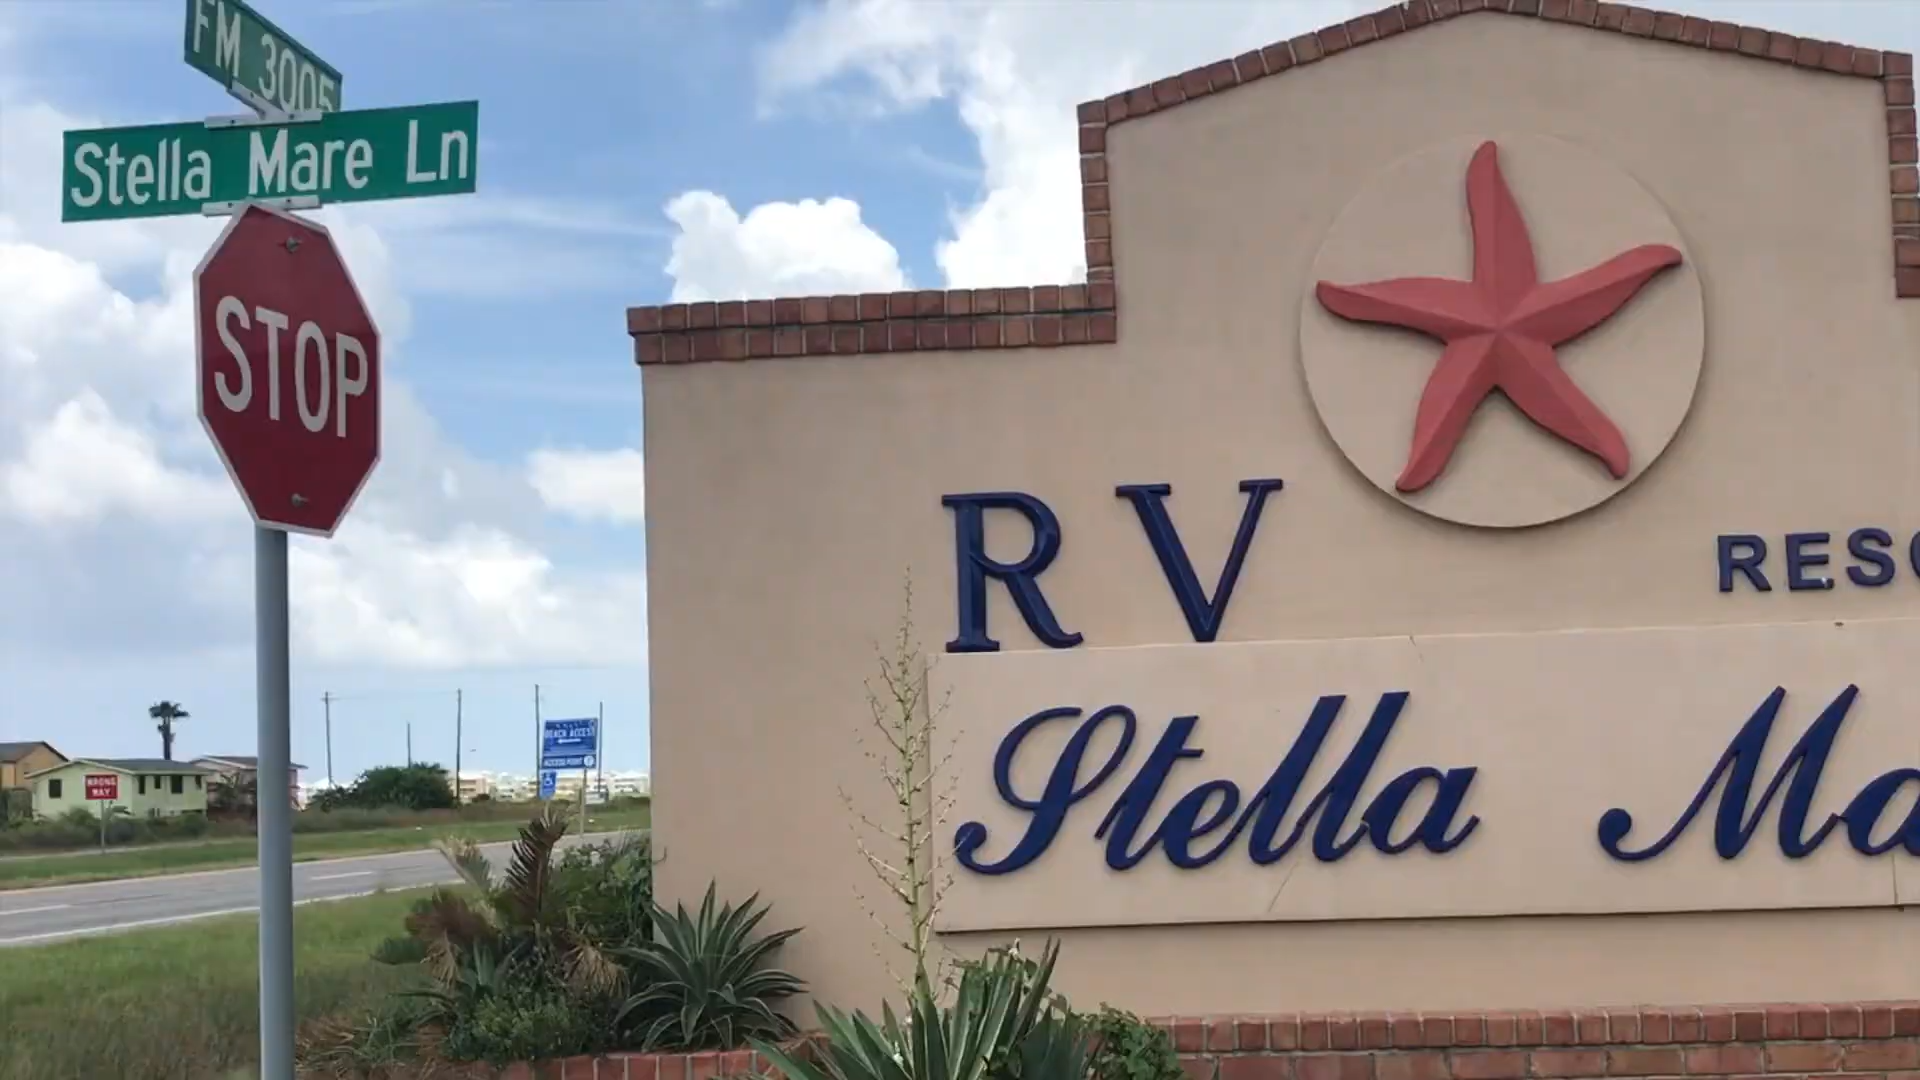 FM 3005
Stella Mare Ln
STOP
RV
RESO
Stella Ma
WRONG
WAY
BEACH ACCESS
ACCESS POINT